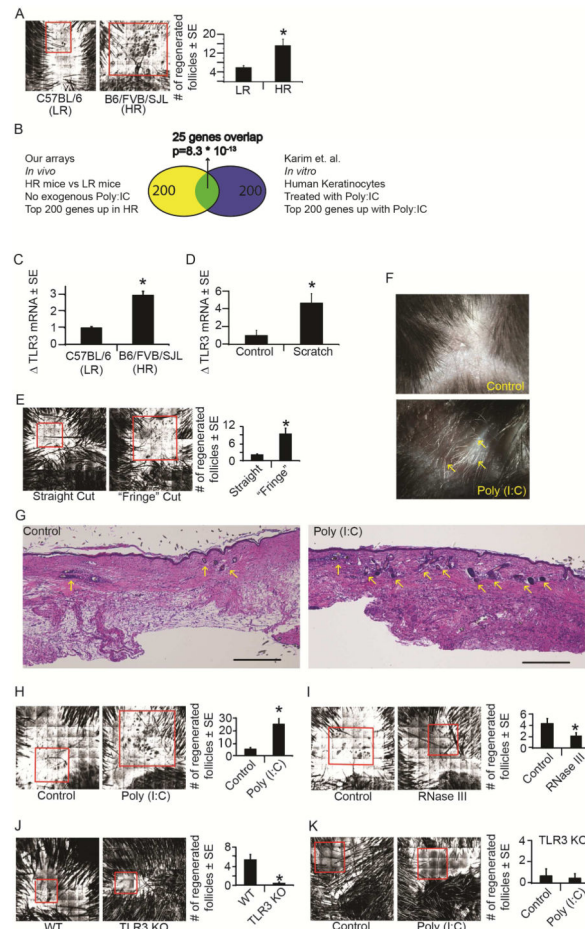 A
C57BL/6
(LR)
B6/FVB/SJL
(HR)
# of regenerated
follicles ± SE
20
16
12
8
4
*
LR
HR
B
25 genes overlap
p=8.3 * 10-13
Our arrays
In vivo
HR mice vs LR mice
No exogenous Poly:IC
Top 200 genes up in HR
200
200
Karim et. al.
In vitro
Human Keratinocytes
Treated with Poly:IC
Top 200 genes up with Poly:IC
C
Δ TLR3 mRNA ± SE
3
2
1
0
*
C57BL/6
(LR)
B6/FVB/SJL
(HR)
D
Δ TLR3 mRNA ± SE
6
4
2
0
*
Control
Scratch
F
Control
Poly (I:C)
E
Straight Cut
"Fringe" Cut
# of regenerated
follicles ± SE
12
9
6
3
0
*
Straight
"Fringe"
G
Control
Poly (I:C)
H
Control
Poly (I:C)
# of regenerated
follicles ± SE
30
20
10
0
*
Control
Poly (I:C)
I
Control
RNase III
# of regenerated
follicles ± SE
6
4
2
0
*
Control
RNase III
J
WT
TLR3 KO
# of regenerated
follicles ± SE
8
6
4
2
0
*
WT
TLR3 KO
K
Control
Poly (I:C)
# of regenerated
follicles ± SE
4
2
0
TLR3 KO
Control
Poly (I:C)